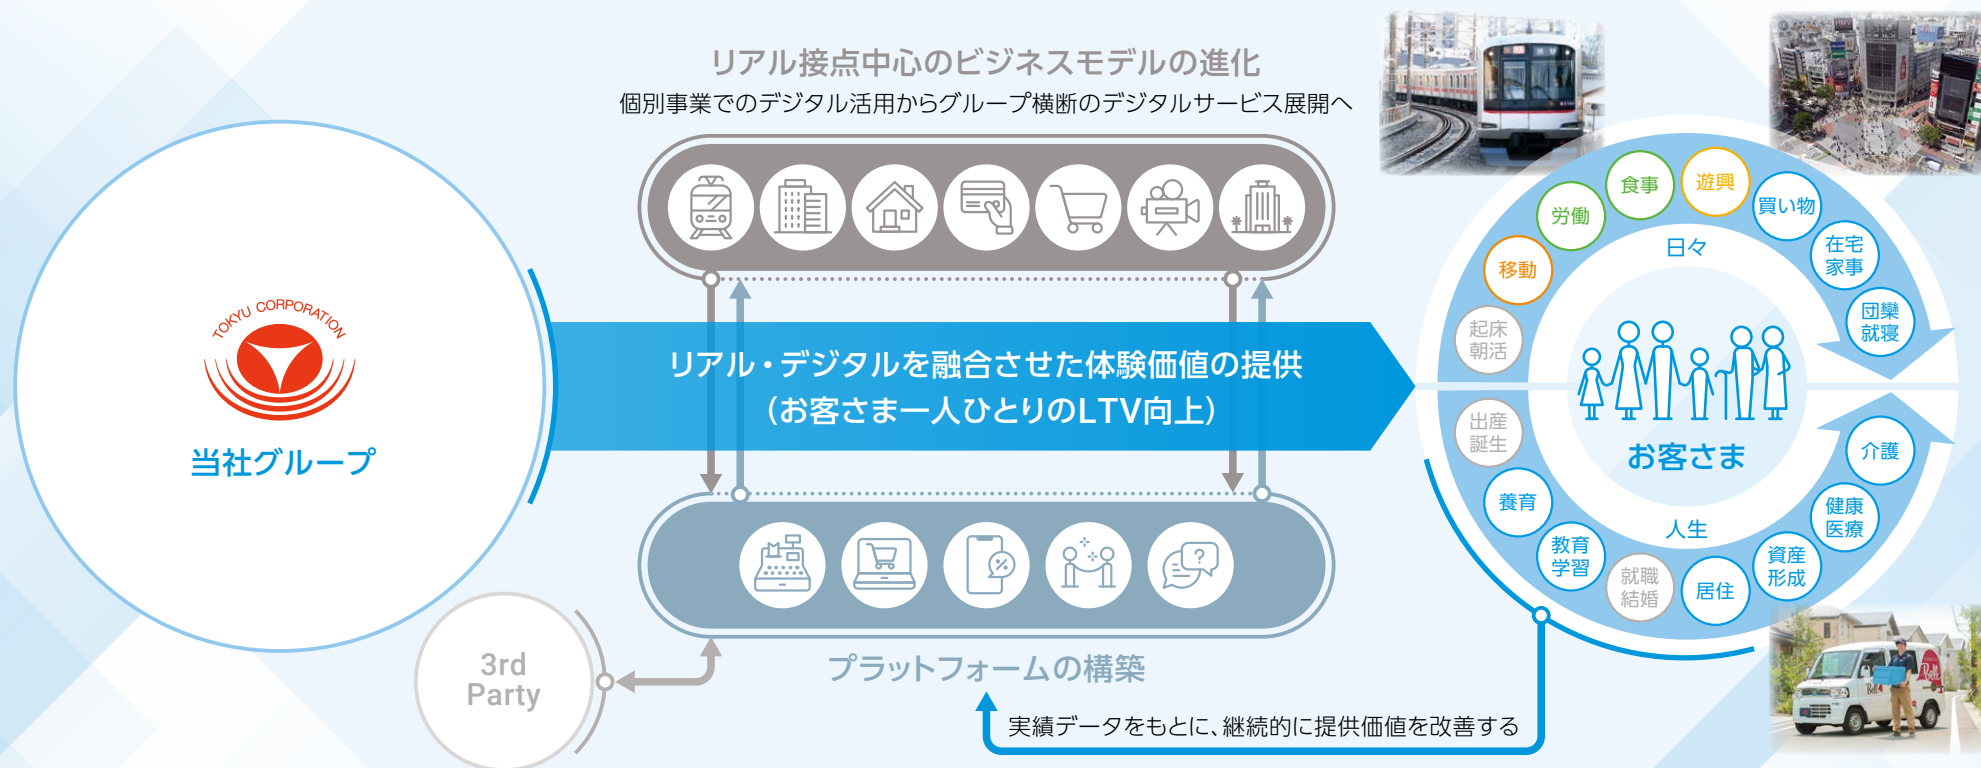 リアル接点中心のビジネスモデルの進化
個別事業でのデジタル活用からグループ横断のデジタルサービス展開へ
TOKYU CORPORATION
当社グループ
リアル・デジタルを融合させた体験価値の提供
（お客さま一人ひとりのLTV向上）
%
?
3rd
Party
プラットフォームの構築
実績データをもとに、継続的に提供価値を改善する
日々
起床
朝活
移動
労働
食事
遊興
買い物
在宅
家事
団欒
就寝
お客さま
人生
出産
誕生
養育
教育
学習
就職
結婚
居住
資産
形成
健康
医療
介護
Bell